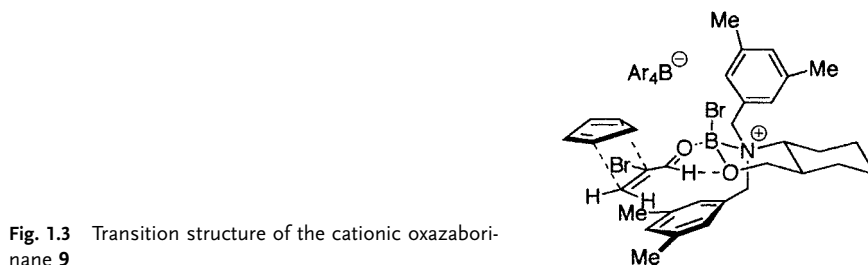 Me
Me
Ar₄B⊖
Br
⊕
O B N
Br
H O
H H
Me
Me
Fig. 1.3 Transition structure of the cationic oxazabori-
nane 9